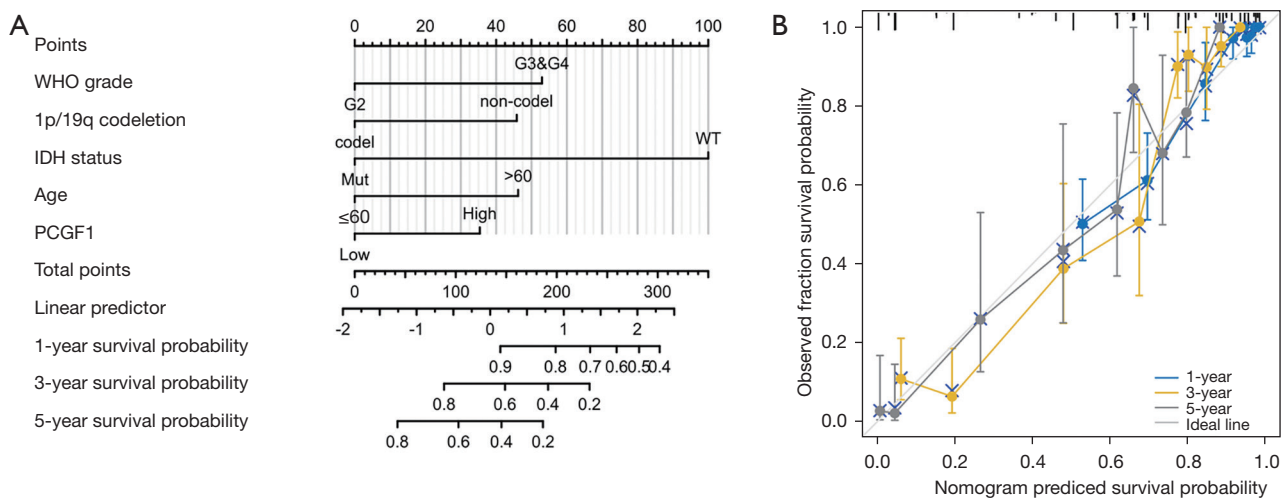 A
Points
0 20 40 60 80 100
WHO grade
G3&G4
G2
1p/19q codeletion
non-codel
codel
IDH status
WT
Mut
Age
>60
≤60
PCGF1
High
Low
Total points
0 100 200 300
Linear predictor
-2 -1 0 1 2
1-year survival probability
0.9 0.8 0.7 0.6 0.5 0.4
3-year survival probability
0.8 0.6 0.4 0.2
5-year survival probability
0.8 0.6 0.4 0.2
B
Observed fraction survival probability
1.0
0.8
0.6
0.4
0.2
0.0
1-year
3-year
5-year
Ideal line
0.0 0.2 0.4 0.6 0.8 1.0
Nomogram prediced survival probability